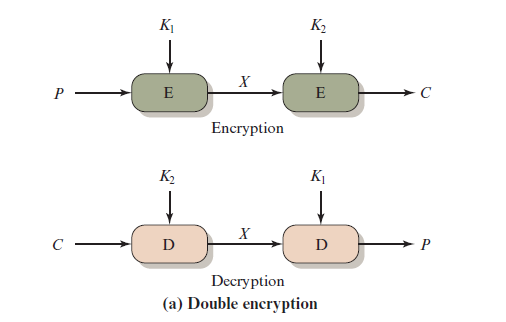 K₁ K₂
P E X E C
Encryption
K₂ K₁
C D X D P
Decryption
(a) Double encryption